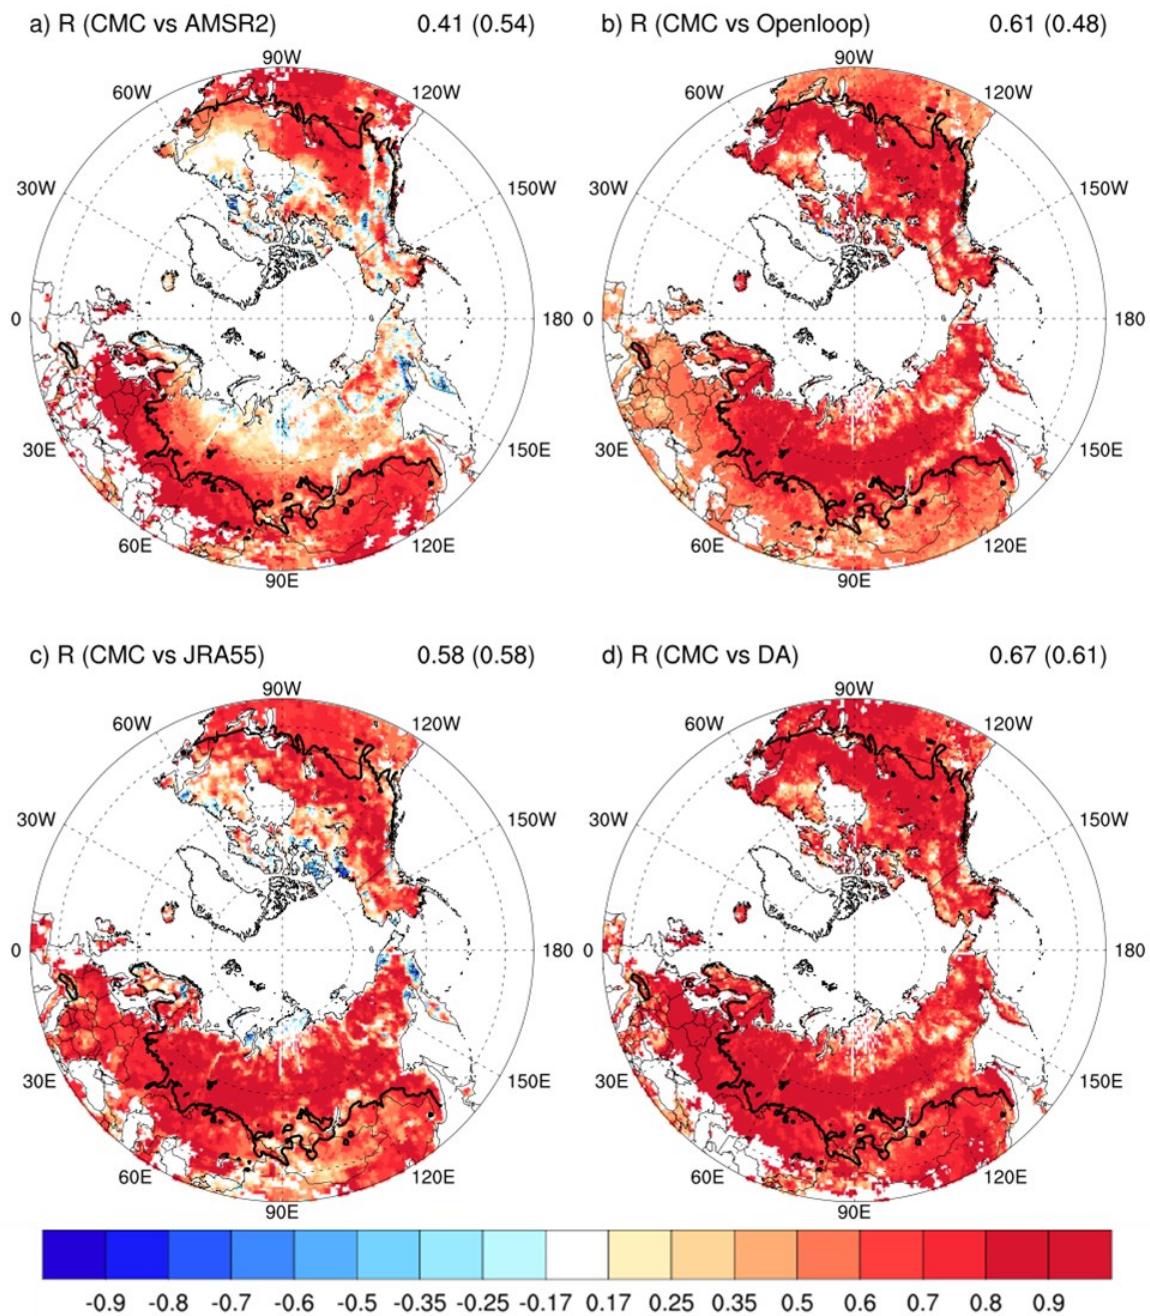 a) R (CMC vs AMSR2) 0.41 (0.54)
b) R (CMC vs Openloop) 0.61 (0.48)
90W
90W
60W
120W
60W
120W
30W
150W
30W
150W
0
180
0
180
30E
150E
30E
150E
60E
120E
60E
120E
90E
90E
c) R (CMC vs JRA55) 0.58 (0.58)
d) R (CMC vs DA) 0.67 (0.61)
90W
90W
60W
120W
60W
120W
30W
150W
30W
150W
0
180
0
180
30E
150E
30E
150E
60E
120E
60E
120E
90E
90E
-0.9 -0.8 -0.7 -0.6 -0.5 -0.35 -0.25 -0.17 0.17 0.25 0.35 0.5 0.6 0.7 0.8 0.9